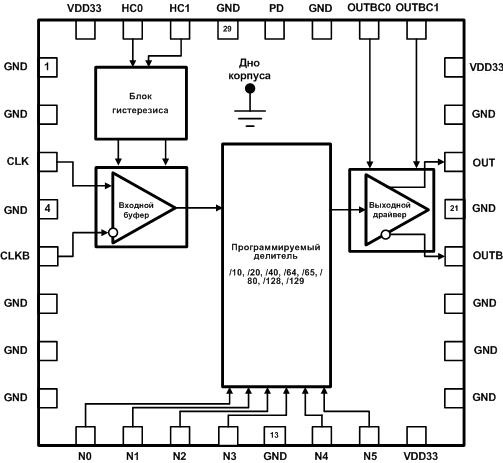 VDD33 HC0 HC1 GND PD GND OUTBC0 OUTBC1
29
GND 1
Дно
корпуса
VDD33
Блок
гистерезиса
GND
GND
CLK
OUT
GND 4
Входной
буфер
Выходной
драйвер
21 GND
CLKB
Программируемый
делитель
/10, /20, /40, /64, /65, /
80, /128, /129
OUTB
GND
GND
GND
GND
GND
GND
13
N0 N1 N2 N3 GND N4 N5 VDD33